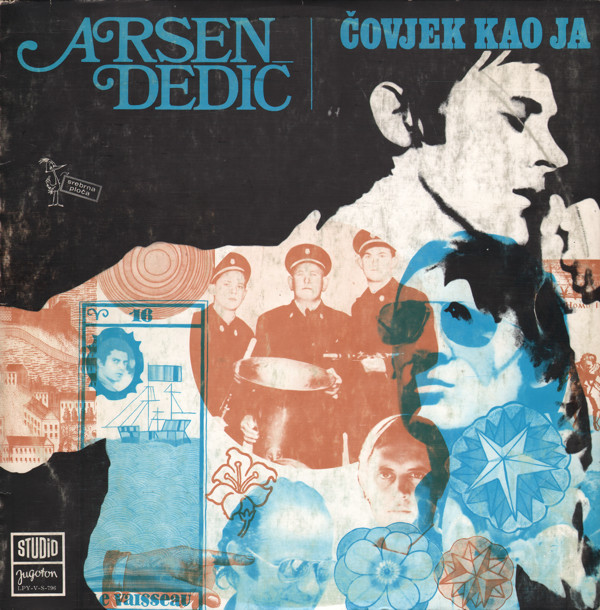 ARSEN
DEDIĆ
ČOVJEK KAO JA
srebrna
ploča
16
e vaisseau
STUDIO
Jugoton
LPY-V-S-796